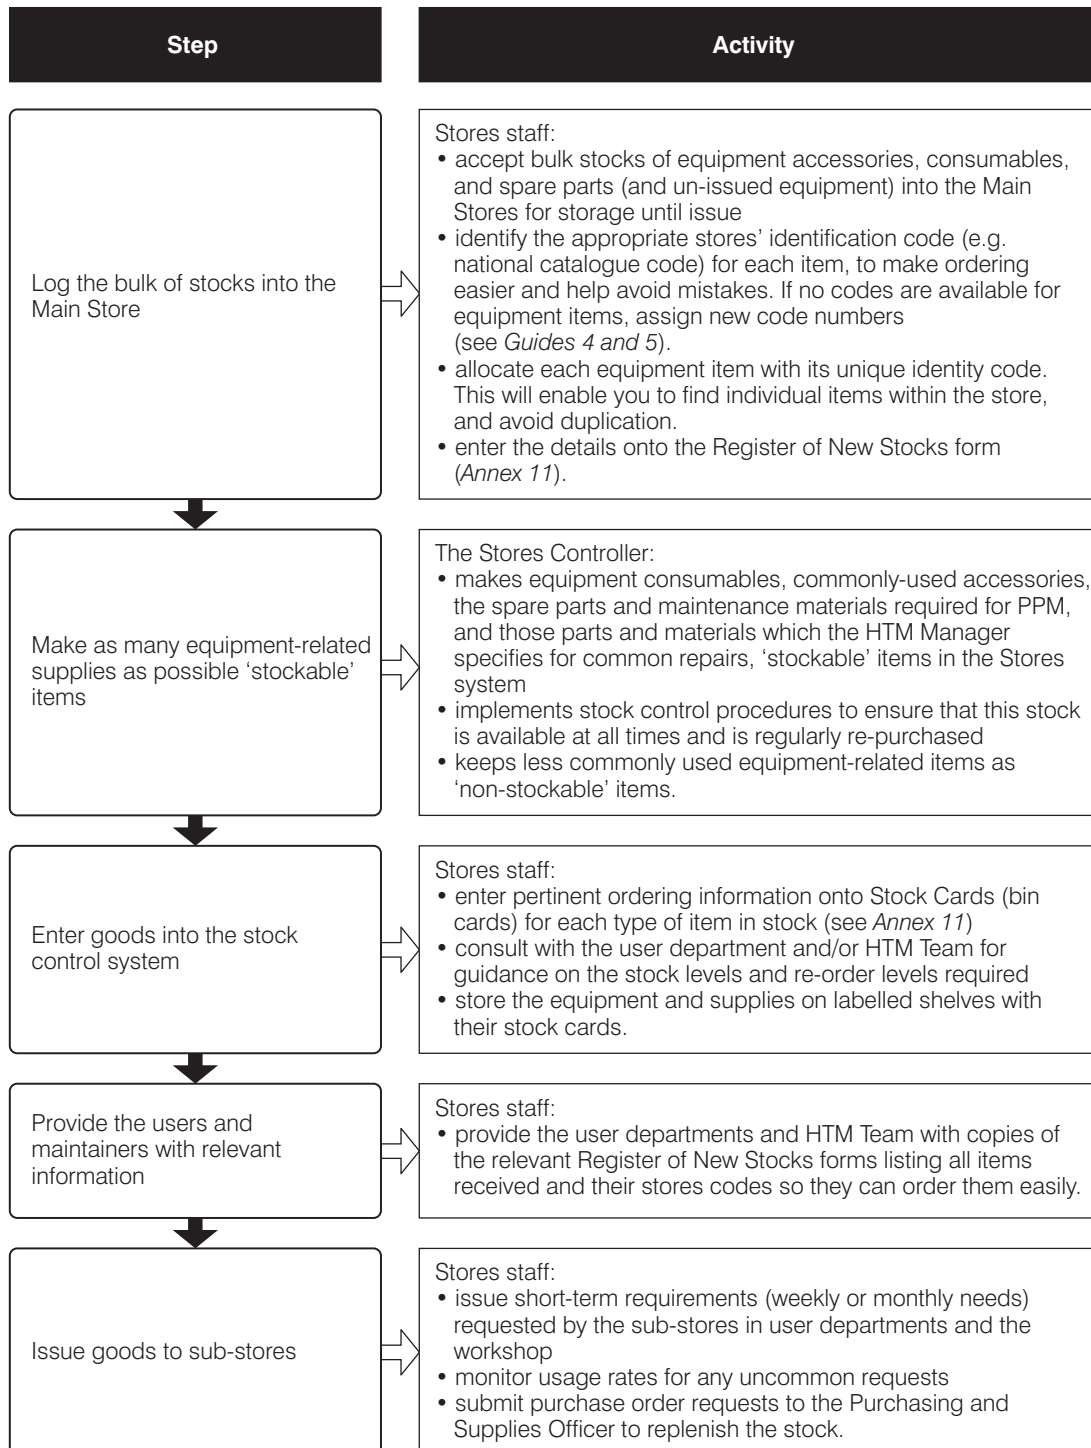 Step
Activity
Log the bulk of stocks into the
Main Store
Stores staff:
• accept bulk stocks of equipment accessories, consumables,
and spare parts (and un-issued equipment) into the Main
Stores for storage until issue
• identify the appropriate stores’ identification code (e.g.
national catalogue code) for each item, to make ordering
easier and help avoid mistakes. If no codes are available for
equipment items, assign new code numbers
(see Guides 4 and 5).
• allocate each equipment item with its unique identity code.
This will enable you to find individual items within the store,
and avoid duplication.
• enter the details onto the Register of New Stocks form
(Annex 11).
Make as many equipment-related
supplies as possible ‘stockable’
items
The Stores Controller:
• makes equipment consumables, commonly-used accessories,
the spare parts and maintenance materials required for PPM,
and those parts and materials which the HTM Manager
specifies for common repairs, ‘stockable’ items in the Stores
system
• implements stock control procedures to ensure that this stock
is available at all times and is regularly re-purchased
• keeps less commonly used equipment-related items as
‘non-stockable’ items.
Enter goods into the stock
control system
Stores staff:
• enter pertinent ordering information onto Stock Cards (bin
cards) for each type of item in stock (see Annex 11)
• consult with the user department and/or HTM Team for
guidance on the stock levels and re-order levels required
• store the equipment and supplies on labelled shelves with
their stock cards.
Provide the users and
maintainers with relevant
information
Stores staff:
• provide the user departments and HTM Team with copies of
the relevant Register of New Stocks forms listing all items
received and their stores codes so they can order them easily.
Issue goods to sub-stores
Stores staff:
• issue short-term requirements (weekly or monthly needs)
requested by the sub-stores in user departments and the
workshop
• monitor usage rates for any uncommon requests
• submit purchase order requests to the Purchasing and
Supplies Officer to replenish the stock.